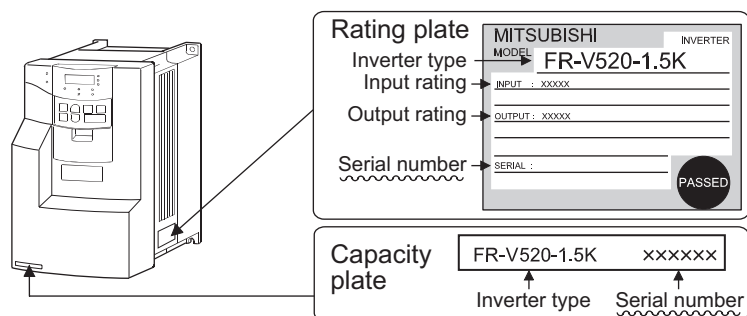 Rating plate
Inverter type
Input rating
Output rating
Serial number
MITSUBISHI
INVERTER
MODEL
FR-V520-1.5K
INPUT : XXXXX
OUTPUT : XXXXX
SERIAL :
PASSED
Capacity
plate
FR-V520-1.5K ××××××
Inverter type Serial number